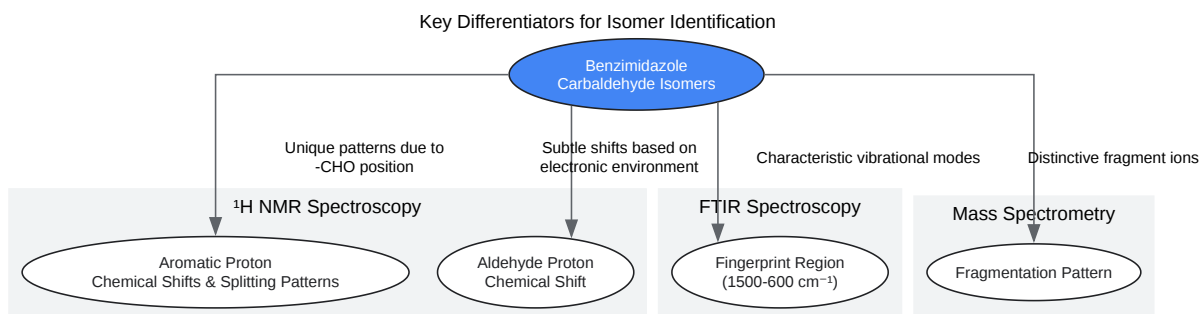 Key Differentiators for Isomer Identification
Benzimidazole
Carbaldehyde Isomers
Unique patterns due to
-CHO position
Subtle shifts based on
electronic environment
Characteristic vibrational modes
Distinctive fragment ions
¹H NMR Spectroscopy
FTIR Spectroscopy
Mass Spectrometry
Aromatic Proton
Chemical Shifts & Splitting Patterns
Aldehyde Proton
Chemical Shift
Fingerprint Region
(1500-600 cm⁻¹)
Fragmentation Pattern